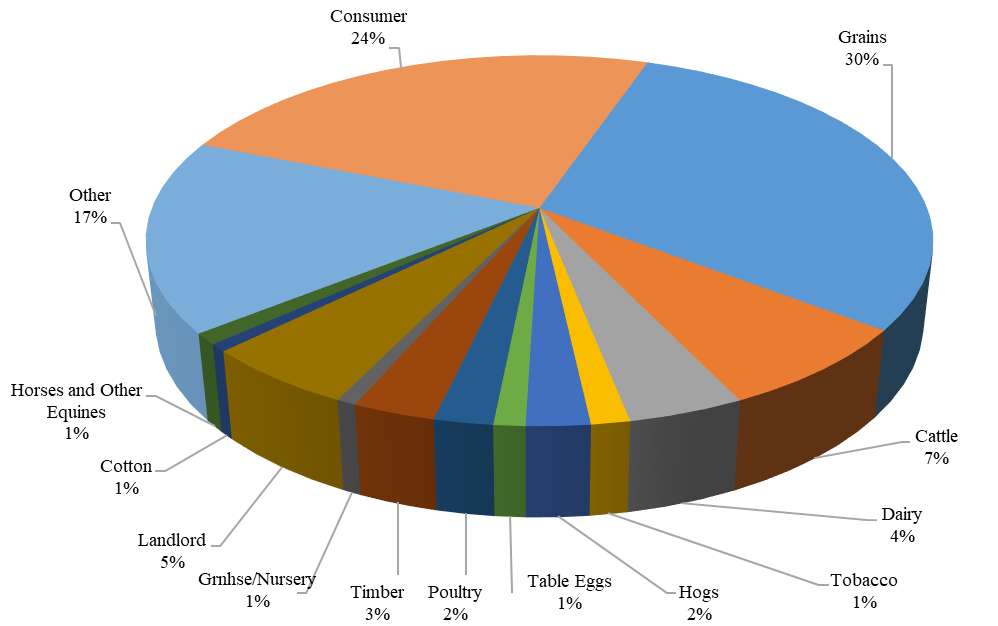 Consumer
24%
Grains
30%
Other
17%
Horses and Other
Equines
1%
Cotton
1%
Landlord
5%
Grnhse/Nursery
1%
Timber
3%
Poultry
2%
Table Eggs
1%
Hogs
2%
Tobacco
1%
Dairy
4%
Cattle
7%